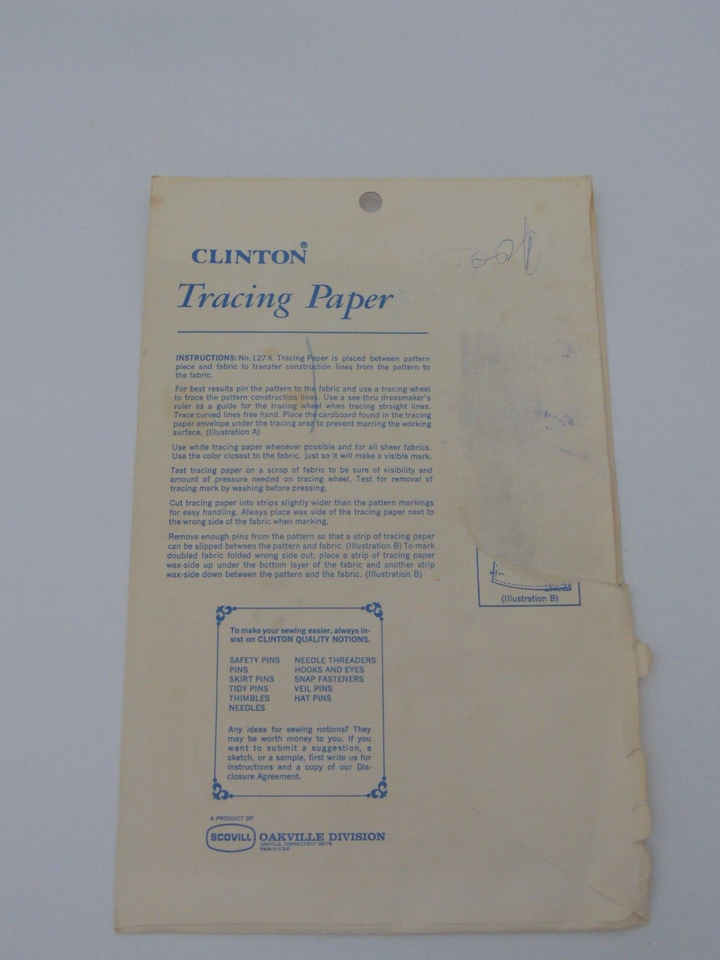 CLINTON®
Tracing Paper
INSTRUCTIONS: No. 127 K Tracing Paper is placed between pattern
piece and fabric to transfer construction lines from the pattern to
the fabric.
For best results pin the pattern to the fabric and use a tracing wheel
to trace the pattern construction lines. Use a see-thru dressmaker's
ruler as a guide for the tracing wheel when tracing straight lines.
Trace curved lines free hand. Place the cardboard found in the tracing
paper envelope under the tracing area to prevent marring the working
surface. (Illustration A)
Use white tracing paper whenever possible and for all sheer fabrics.
Use the color closest to the fabric, just so it will make a visible mark.
Test tracing paper on a scrap of fabric to be sure of visibility and
amount of pressure needed on tracing wheel. Test for removal of
tracing mark by washing before pressing.
Cut tracing paper into strips slightly wider than the pattern markings
for easy handling. Always place wax side of the tracing paper next to
the wrong side of the fabric when marking.
Remove enough pins from the pattern so that a strip of tracing paper
can be slipped between the pattern and fabric. (Illustration B) To mark
doubled fabric folded wrong side out, place a strip of tracing paper
wax-side up under the bottom layer of the fabric and another strip
wax-side down between the pattern and the fabric. (Illustration B)
(Illustration B)
To make your sewing easier, always in-
sist on CLINTON QUALITY NOTIONS.
SAFETY PINS NEEDLE THREADERS
PINS HOOKS AND EYES
SKIRT PINS SNAP FASTENERS
TIDY PINS VEIL PINS
THIMBLES HAT PINS
NEEDLES
Any ideas for sewing notions? They
may be worth money to you. If you
want to submit a suggestion, a
sketch, or a sample, first write us for
instructions and a copy of our Dis-
closure Agreement.
A PRODUCT OF
SCOVILL OAKVILLE DIVISION
OAKVILLE, CONNECTICUT 06779
Made in U.S.A.